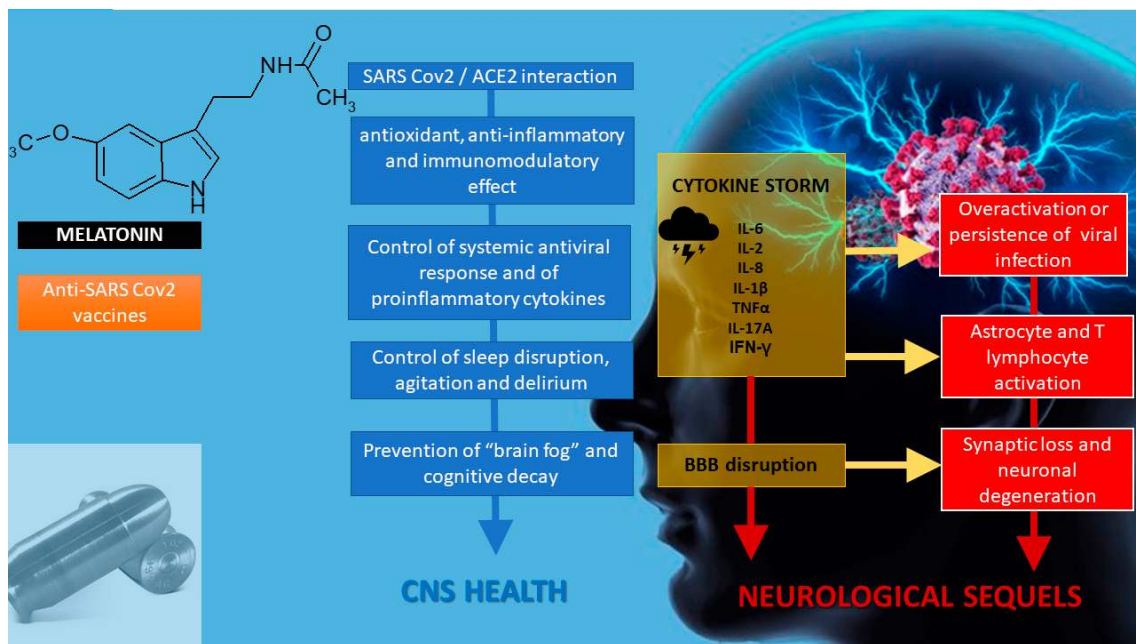 O
NH
CH3
O
3C
N
H
MELATONIN
Anti-SARS Cov2
vaccines
SARS Cov2 / ACE2 interaction
antioxidant, anti-inflammatory
and immunomodulatory
effect
Control of systemic antiviral
response and of
proinflammatory cytokines
Control of sleep disruption,
agitation and delirium
Prevention of “brain fog” and
cognitive decay
CNS HEALTH
CYTOKINE STORM
IL-6
IL-2
IL-8
IL-1β
TNFα
IL-17A
IFN-γ
BBB disruption
Overactivation or
persistence of viral
infection
Astrocyte and T
lymphocyte
activation
Synaptic loss and
neuronal
degeneration
NEUROLOGICAL SEQUELS